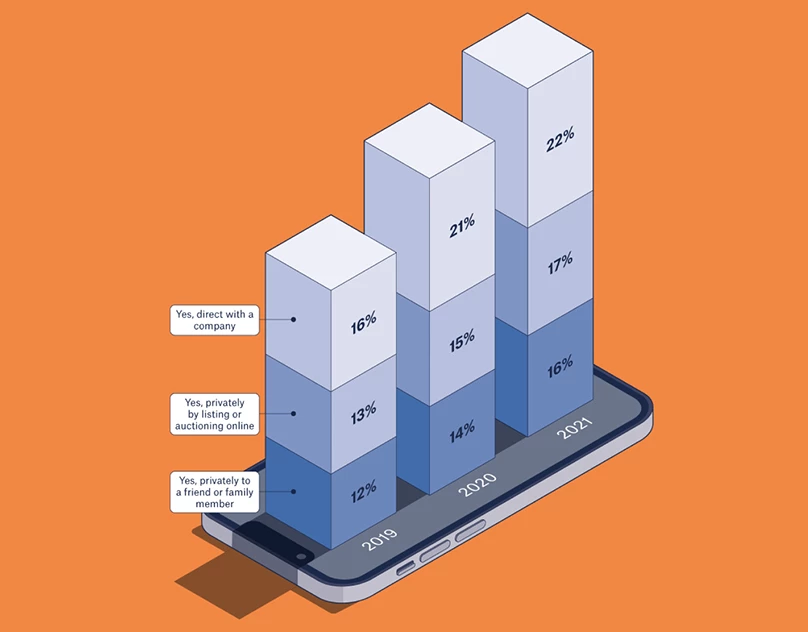 22%
21%
17%
Yes, direct with a
company
16%
15%
16%
Yes, privately
by listing or
auctioning online
13%
14%
2021
Yes, privately to
a friend or family
member
12%
2020
2019